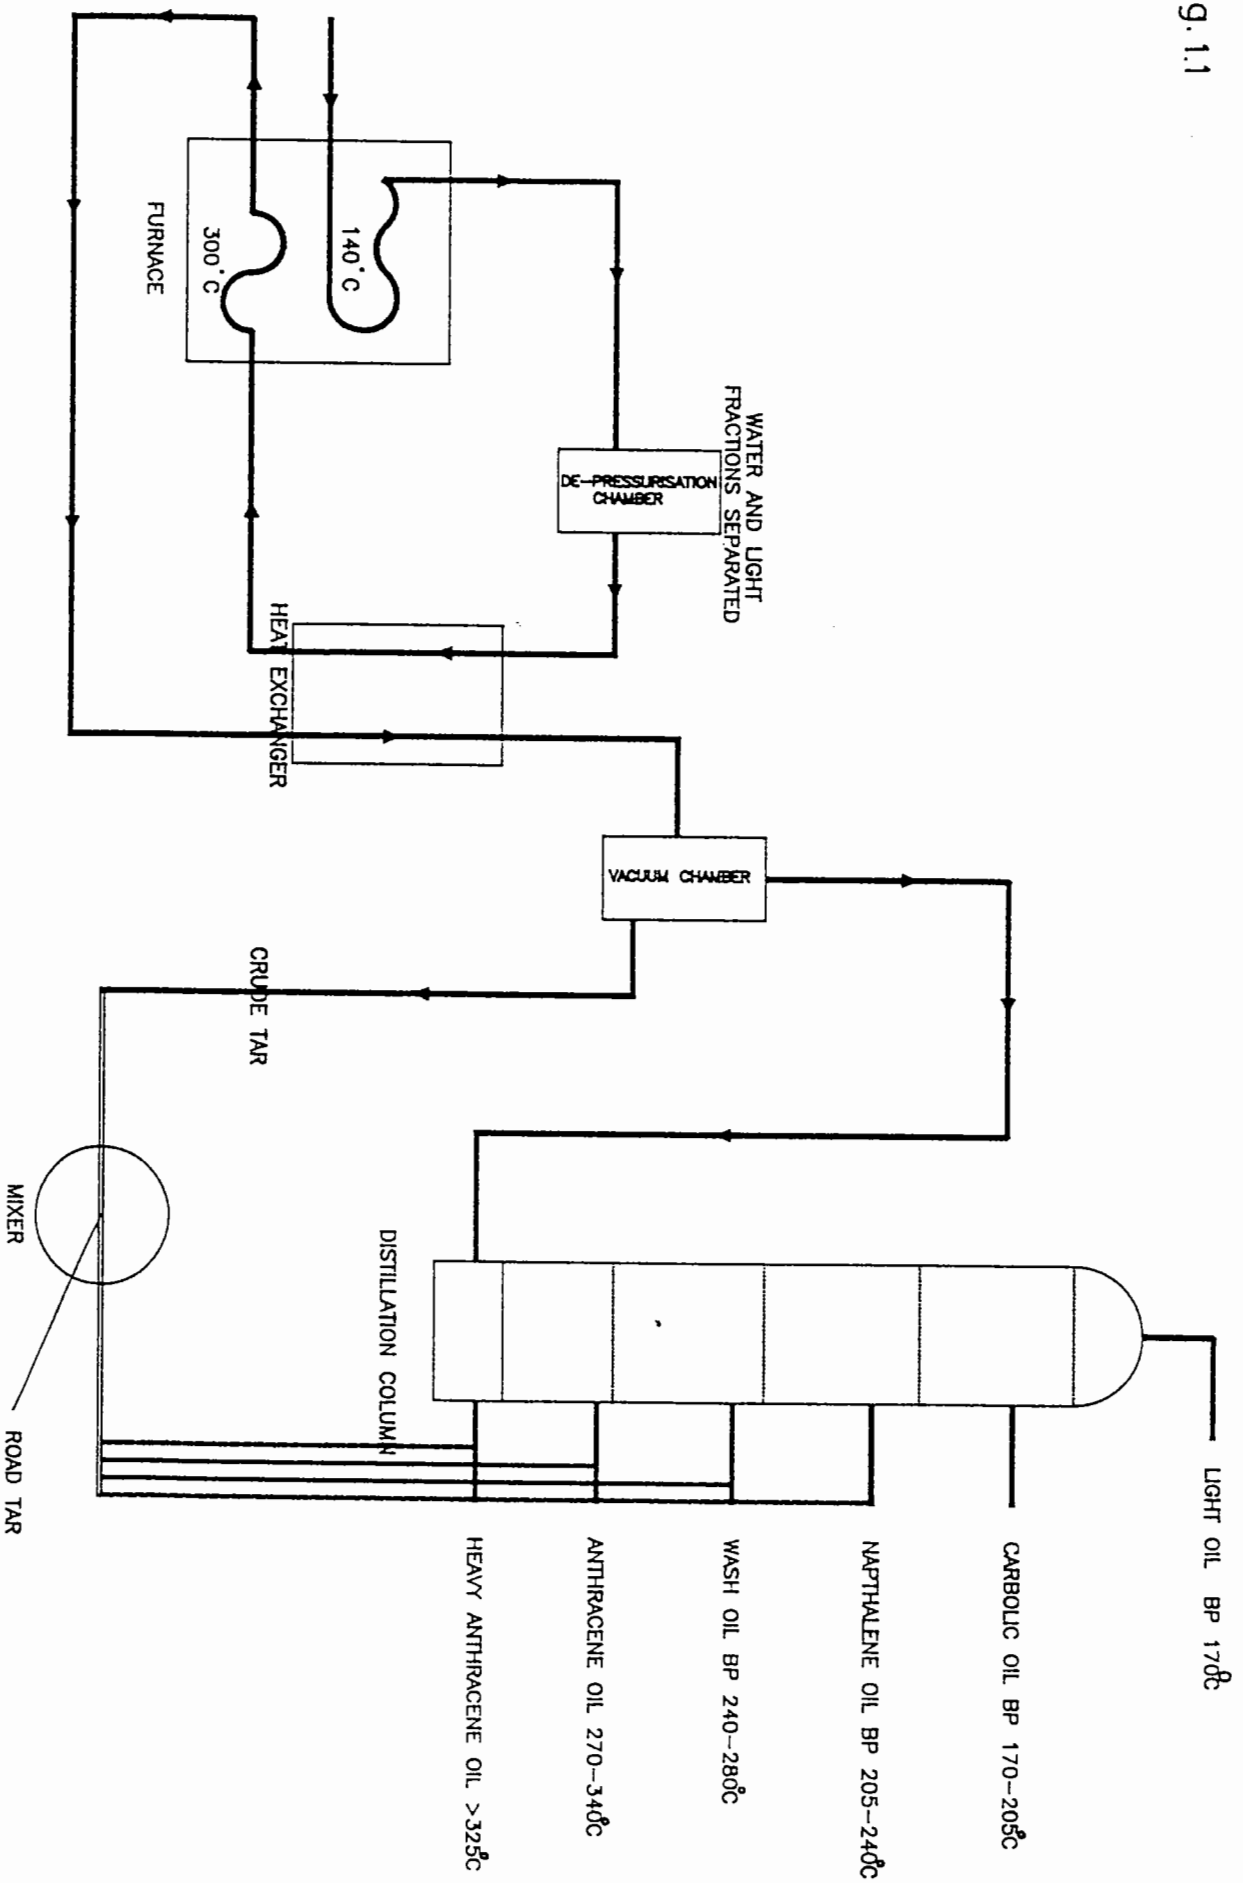 g. 1.1
FURNACE
140°C
300°C
WATER AND LIGHT
FRACTIONS SEPARATED
DE-PRESSURISATION
CHAMBER
HEAT EXCHANGER
VACUUM CHAMBER
CRUDE TAR
MIXER
ROAD TAR
DISTILLATION COLUMN
LIGHT OIL BP 170°C
CARBOLIC OIL BP 170-205°C
NAPTHALENE OIL BP 205-240°C
WASH OIL BP 240-280°C
ANTHRACENE OIL 270-340°C
HEAVY ANTHRACENE OIL >325°C